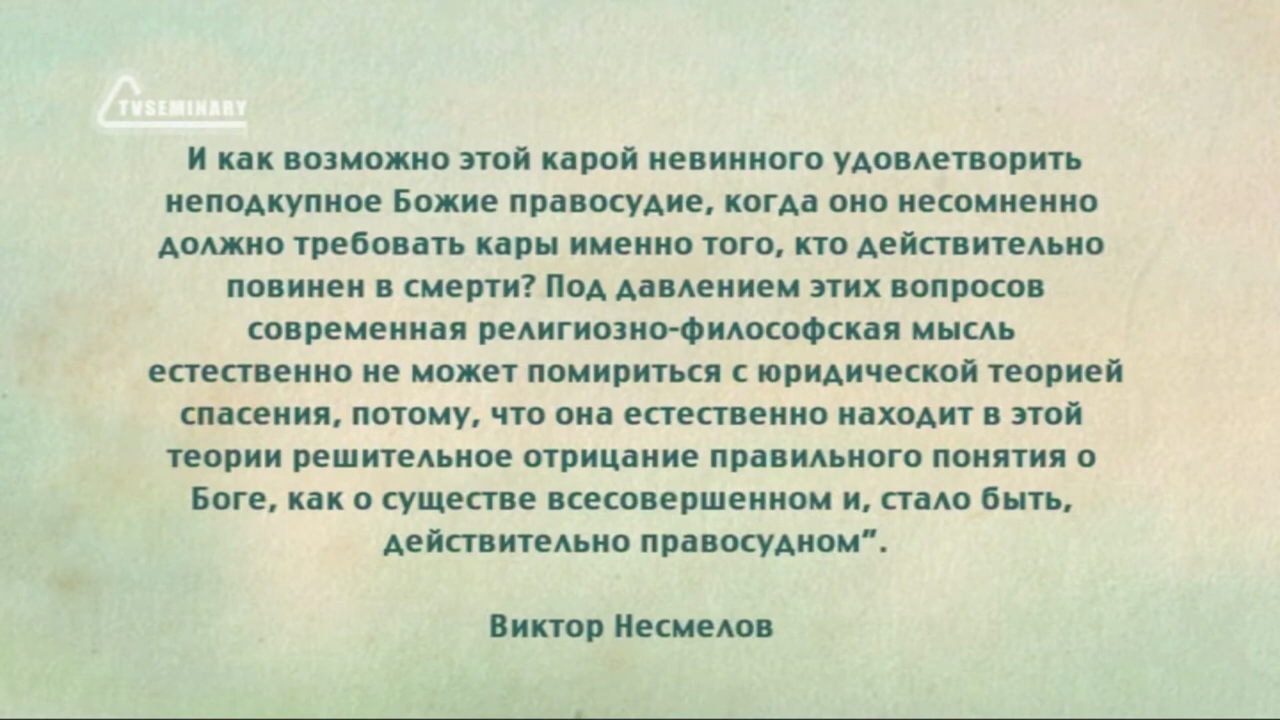 TVSEMINARY
И как возможно этой карой невинного удовлетворить
неподкупное Божие правосудие, когда оно несомненно
должно требовать кары именно того, кто действительно
повинен в смерти? Под давлением этих вопросов
современная религиозно-философская мысль
естественно не может помириться с юридической теорией
спасения, потому, что она естественно находит в этой
теории решительное отрицание правильного понятия о
Боге, как о существе всесовершенном и, стало быть,
действительно правосудном”.
Виктор Несмелов